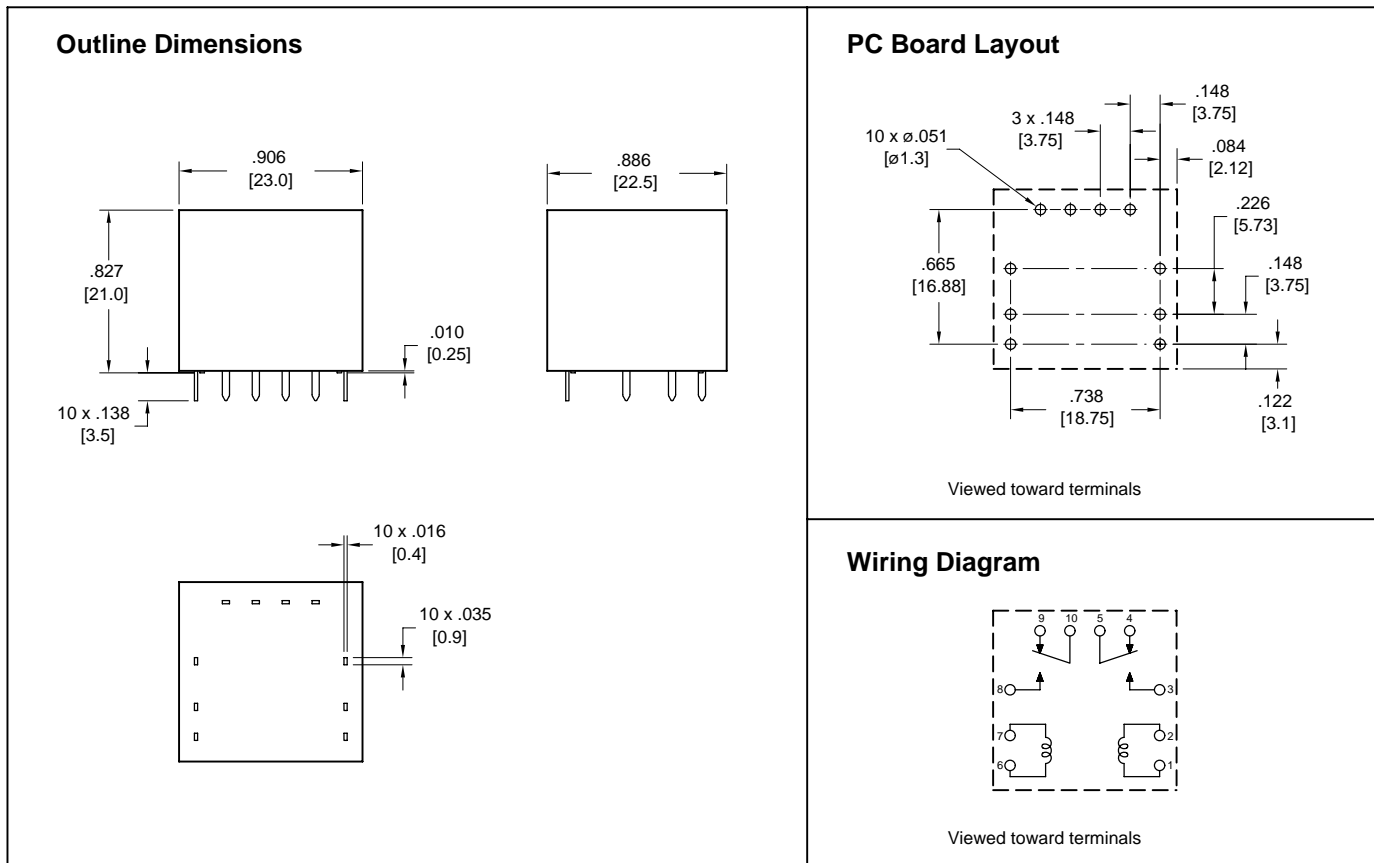 Outline Dimensions
.906
[23.0]
.886
[22.5]
.827
[21.0]
.010
[0.25]
10 x .138
[3.5]
10 x .016
[0.4]
10 x .035
[0.9]
PC Board Layout
.148
[3.75]
3 x .148
[3.75]
10 x ø.051
[ø1.3]
.084
[2.12]
.226
[5.73]
.665
[16.88]
.148
[3.75]
.738
[18.75]
.122
[3.1]
Viewed toward terminals
Wiring Diagram
9 10 5 4
8 3
7 2
6 1
Viewed toward terminals